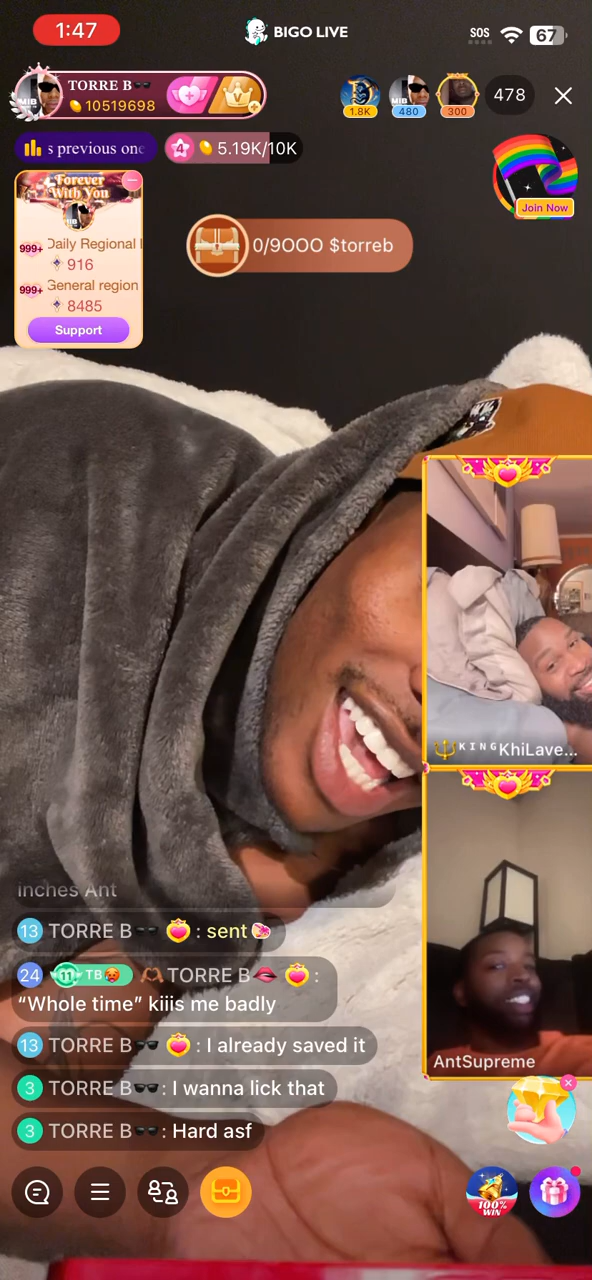 1:47
BIGO LIVE
SOS
67
TORRE B🕶️
10519698
MIB
1.8K
480
300
478
s previous one
4 5.19K/10K
Join Now
Forever
With You
MIB
0/9000 $torreb
999+ Daily Regional
916
999+ General region
8485
Support
KING KhiLave...
inches Ant
13 TORRE B🕶️ : sent
24 TB🥵 🫶🏽TORRE B🫦 :
“Whole time” kiiis me badly
13 TORRE B🕶️ : I already saved it
AntSupreme
3 TORRE B🕶️: I wanna lick that
3 TORRE B🕶️: Hard asf
100%
WIN